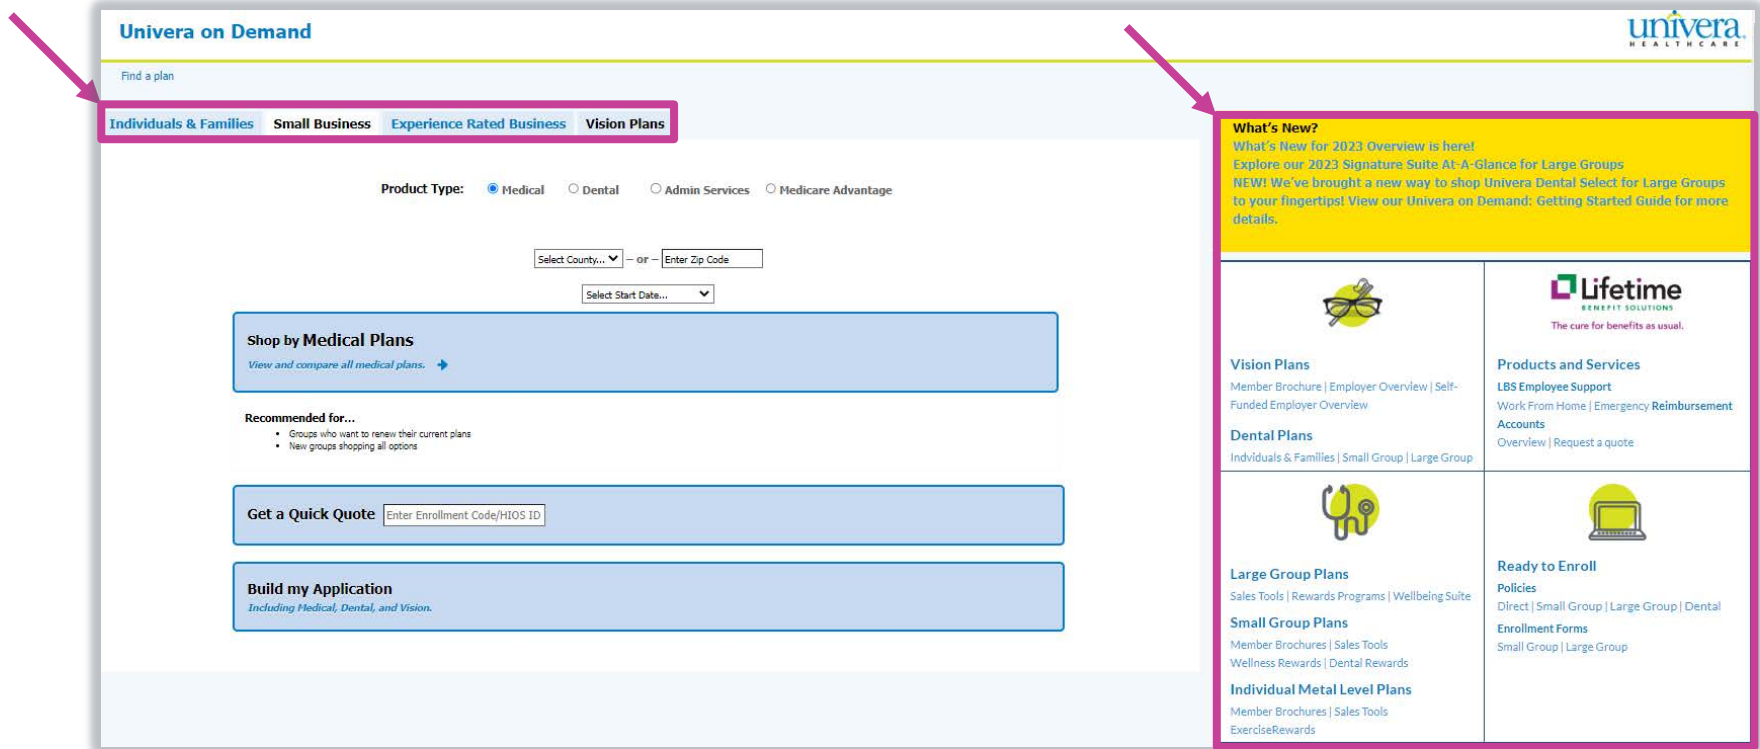 Univera on Demand
univera
HEALTHCARE
Find a plan
Individuals & Families Small Business Experience Rated Business Vision Plans
Product Type: Medical Dental Admin Services Medicare Advantage
Select County... – or – Enter Zip Code
Select Start Date...
Shop by Medical Plans
View and compare all medical plans.
Recommended for...
• Groups who want to renew their current plans
• New groups shopping all options
Get a Quick Quote Enter Enrollment Code/HIOS ID
Build my Application
Including Medical, Dental, and Vision.
What's New?
What's New for 2023 Overview is here!
Explore our 2023 Signature Suite At-A-Glance for Large Groups
NEW! We've brought a new way to shop Univera Dental Select for Large Groups
to your fingertips! View our Univera on Demand: Getting Started Guide for more
details.
Vision Plans
Member Brochure | Employer Overview | Self-
Funded Employer Overview
Dental Plans
Indviduals & Families | Small Group | Large Group
Lifetime
BENEFIT SOLUTIONS
The cure for benefits as usual.
Products and Services
LBS Employee Support
Work From Home | Emergency Reimbursement
Accounts
Overview | Request a quote
Large Group Plans
Sales Tools | Rewards Programs | Wellbeing Suite
Small Group Plans
Member Brochures | Sales Tools
Wellness Rewards | Dental Rewards
Individual Metal Level Plans
Member Brochures | Sales Tools
ExerciseRewards
Ready to Enroll
Policies
Direct | Small Group | Large Group | Dental
Enrollment Forms
Small Group | Large Group